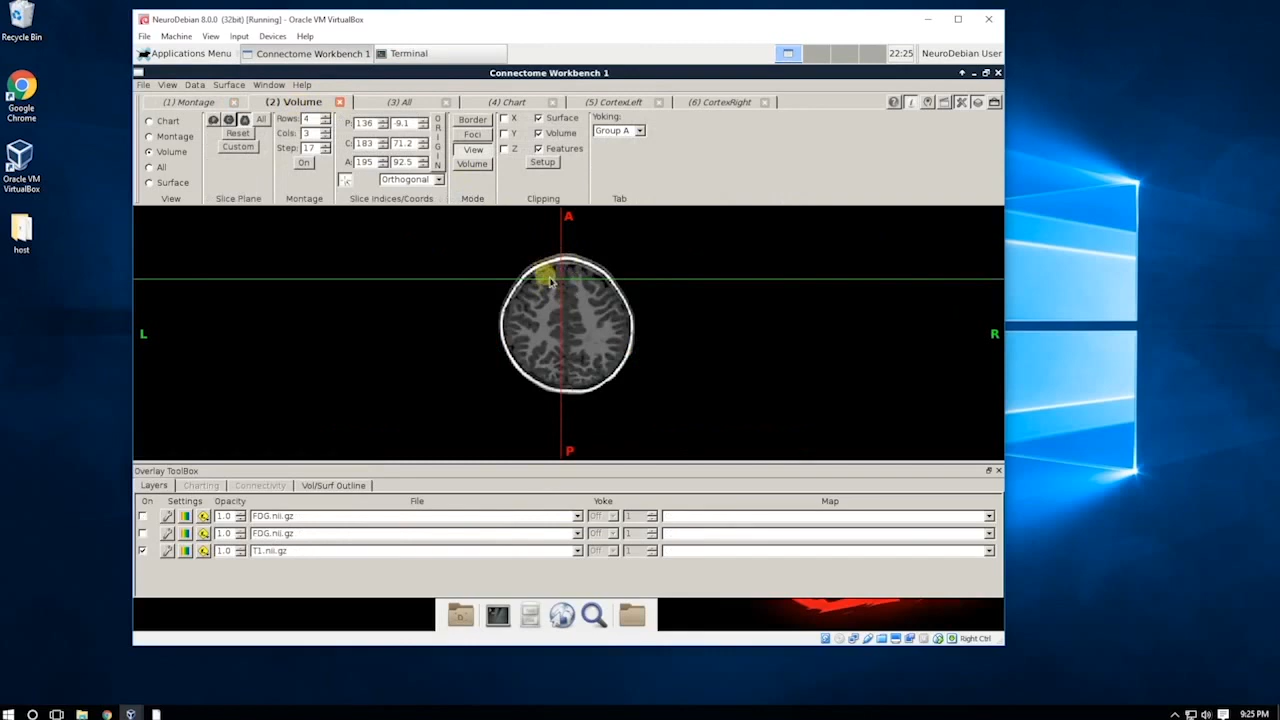 Recycle Bin
Google Chrome
Oracle VM VirtualBox
host
NeuroDebian 8.0.0 (32bit) [Running] - Oracle VM VirtualBox
File Machine View Input Devices Help
Applications Menu Connectome Workbench 1 Terminal 22:25 NeuroDebian User
Connectome Workbench 1
File View Data Surface Window Help
(1) Montage (2) Volume (3) All (4) Chart (5) CortexLeft (6) CortexRight
Chart All Rows: 4 P: 136 -9.1 O R I G I N Border X Surface Yoking:
Montage Reset Cols: 3 C: 183 71.2 Foci Y Volume Group A
Volume Custom Step: 17 A: 195 92.5 View Z Features
All On Volume Setup
Surface Orthogonal
View Slice Plane Montage Slice Indices/Coords Mode Clipping Tab
A
L R
P
Overlay ToolBox
Layers Charting Connectivity Vol/Surf Outline
On Settings Opacity File Yoke Map
1.0 FDG.nii.gz Off 1
1.0 FDG.nii.gz Off 1
1.0 T1.nii.gz Off 1
Right Ctrl
9:25 PM